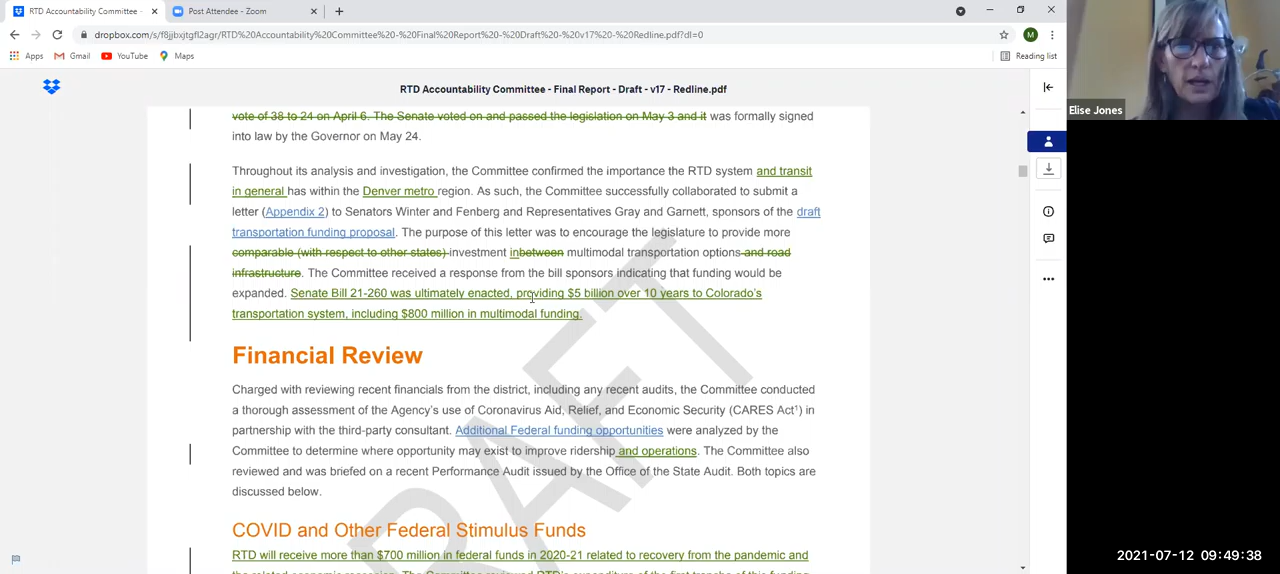 RTD Accountability Committee -
Post Attendee - Zoom
dropbox.com/s/f8jjbxjtgfl2agr/RTD%20Accountability%20Committee%20-%20Final%20Report%20-%20Draft%20-%20v17%20-%20Redline.pdf?dl=0
M
Apps
Gmail
YouTube
Maps
Reading list
RTD Accountability Committee - Final Report - Draft - v17 - Redline.pdf
Elise Jones
vote of 38 to 24 on April 6. The Senate voted on and passed the legislation on May 3 and it was formally signed
into law by the Governor on May 24.
Throughout its analysis and investigation, the Committee confirmed the importance the RTD system and transit
in general has within the Denver metro region. As such, the Committee successfully collaborated to submit a
letter (Appendix 2) to Senators Winter and Fenberg and Representatives Gray and Garnett, sponsors of the draft
transportation funding proposal. The purpose of this letter was to encourage the legislature to provide more
comparable (with respect to other states) investment inbetween multimodal transportation options and road
infrastructure. The Committee received a response from the bill sponsors indicating that funding would be
expanded. Senate Bill 21-260 was ultimately enacted, providing $5 billion over 10 years to Colorado's
transportation system, including $800 million in multimodal funding.
Financial Review
Charged with reviewing recent financials from the district, including any recent audits, the Committee conducted
a thorough assessment of the Agency's use of Coronavirus Aid, Relief, and Economic Security (CARES Act¹) in
partnership with the third-party consultant. Additional Federal funding opportunities were analyzed by the
Committee to determine where opportunity may exist to improve ridership and operations. The Committee also
reviewed and was briefed on a recent Performance Audit issued by the Office of the State Audit. Both topics are
discussed below.
COVID and Other Federal Stimulus Funds
RTD will receive more than $700 million in federal funds in 2020-21 related to recovery from the pandemic and
DRAFT
2021-07-12 09:49:38